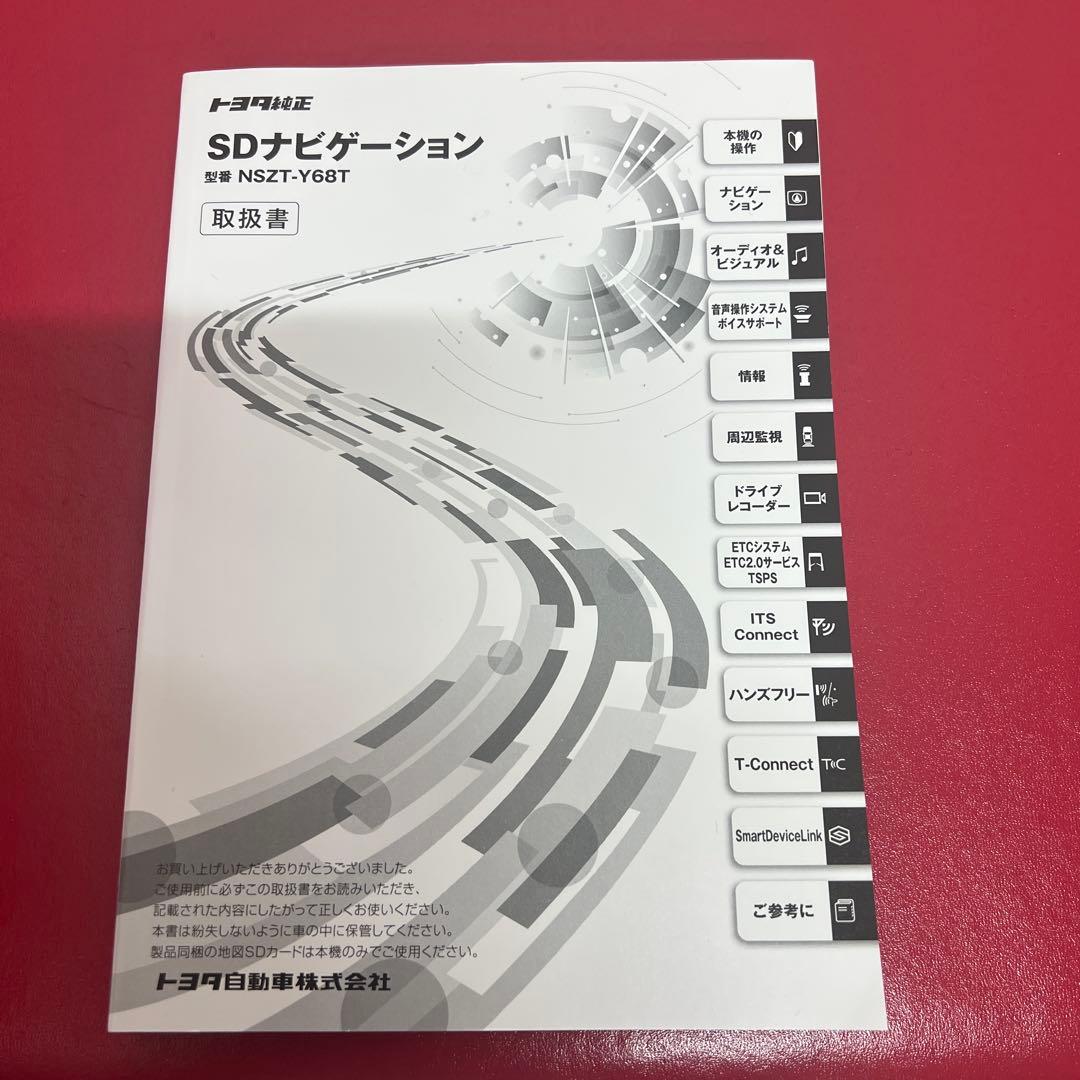 トヨタ純正
SDナビゲーション
型番 NSZT-Y68T
取扱書
本機の
操作
ナビゲー
ション
オーディオ&
ビジュアル
音声操作システム
ボイスサポート
情報
周辺監視
ドライブ
レコーダー
ETCシステム
ETC2.0サービス
TSPS
ITS
Connect
ハンズフリー
T-Connect
SmartDeviceLink
ご参考に
お買い上げいただきありがとうございました。
ご使用前に必ずこの取扱書をお読みいただき、
記載された内容にしたがって正しくお使いください。
本書は紛失しないように車の中に保管してください。
製品同梱の地図SDカードは本機のみでご使用ください。
トヨタ自動車株式会社